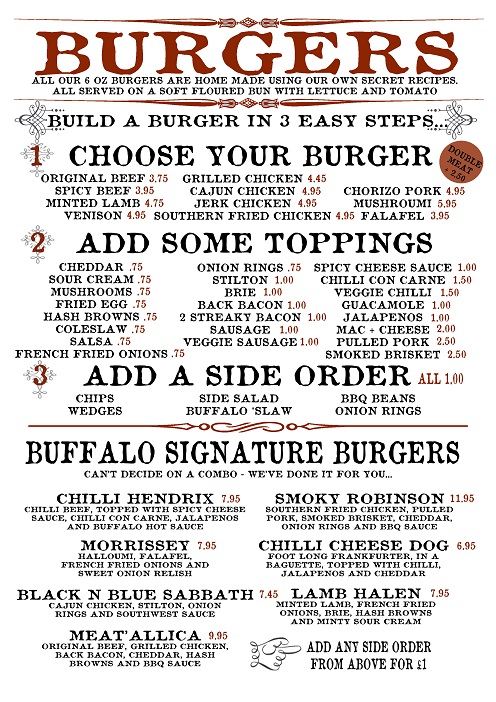 BURGERS
ALL OUR 6 OZ BURGERS ARE HOME MADE USING OUR OWN SECRET RECIPES.
ALL SERVED ON A SOFT FLOURED BUN WITH LETTUCE AND TOMATO
BUILD A BURGER IN 3 EASY STEPS...
1 CHOOSE YOUR BURGER
DOUBLE
MEAT
+ 2.50
ORIGINAL BEEF 3.75 GRILLED CHICKEN 4.45
SPICY BEEF 3.95 CAJUN CHICKEN 4.95 CHORIZO PORK 4.95
MINTED LAMB 4.75 JERK CHICKEN 4.95 MUSHROUMI 5.95
VENISON 4.95 SOUTHERN FRIED CHICKEN 4.95 FALAFEL 3.95
2 ADD SOME TOPPINGS
CHEDDAR .75 ONION RINGS .75 SPICY CHEESE SAUCE 1.00
SOUR CREAM .75 STILTON 1.00 CHILLI CON CARNE 1.50
MUSHROOMS .75 BRIE 1.00 VEGGIE CHILLI 1.50
FRIED EGG .75 BACK BACON 1.00 GUACAMOLE 1.00
HASH BROWNS .75 2 STREAKY BACON 1.00 JALAPENOS 1.00
COLESLAW .75 SAUSAGE 1.00 MAC + CHEESE 2.00
SALSA .75 VEGGIE SAUSAGE 1.00 PULLED PORK 2.50
FRENCH FRIED ONIONS .75 SMOKED BRISKET 2.50
3 ADD A SIDE ORDER ALL 1.00
CHIPS SIDE SALAD BBQ BEANS
WEDGES BUFFALO 'SLAW ONION RINGS
BUFFALO SIGNATURE BURGERS
CAN'T DECIDE ON A COMBO - WE'VE DONE IT FOR YOU...
CHILLI HENDRIX 7.95
CHILLI BEEF, TOPPED WITH SPICY CHEESE
SAUCE, CHILLI CON CARNE, JALAPENOS
AND BUFFALO HOT SAUCE
SMOKY ROBINSON 11.95
SOUTHERN FRIED CHICKEN, PULLED
PORK, SMOKED BRISKET, CHEDDAR,
ONION RINGS AND BBQ SAUCE
MORRISSEY 7.95
HALLOUMI, FALAFEL,
FRENCH FRIED ONIONS AND
SWEET ONION RELISH
CHILLI CHEESE DOG 6.95
FOOT LONG FRANKFURTER, IN A
BAGUETTE, TOPPED WITH CHILLI,
JALAPENOS AND CHEDDAR
BLACK N BLUE SABBATH 7.45
CAJUN CHICKEN, STILTON, ONION
RINGS AND SOUTHWEST SAUCE
LAMB HALEN 7.95
MINTED LAMB, FRENCH FRIED
ONIONS, BRIE, HASH BROWNS
AND MINTY SOUR CREAM
MEAT'ALLICA 9.95
ORIGINAL BEEF, GRILLED CHICKEN,
BACK BACON, CHEDDAR, HASH
BROWNS AND BBQ SAUCE
ADD ANY SIDE ORDER
FROM ABOVE FOR £1